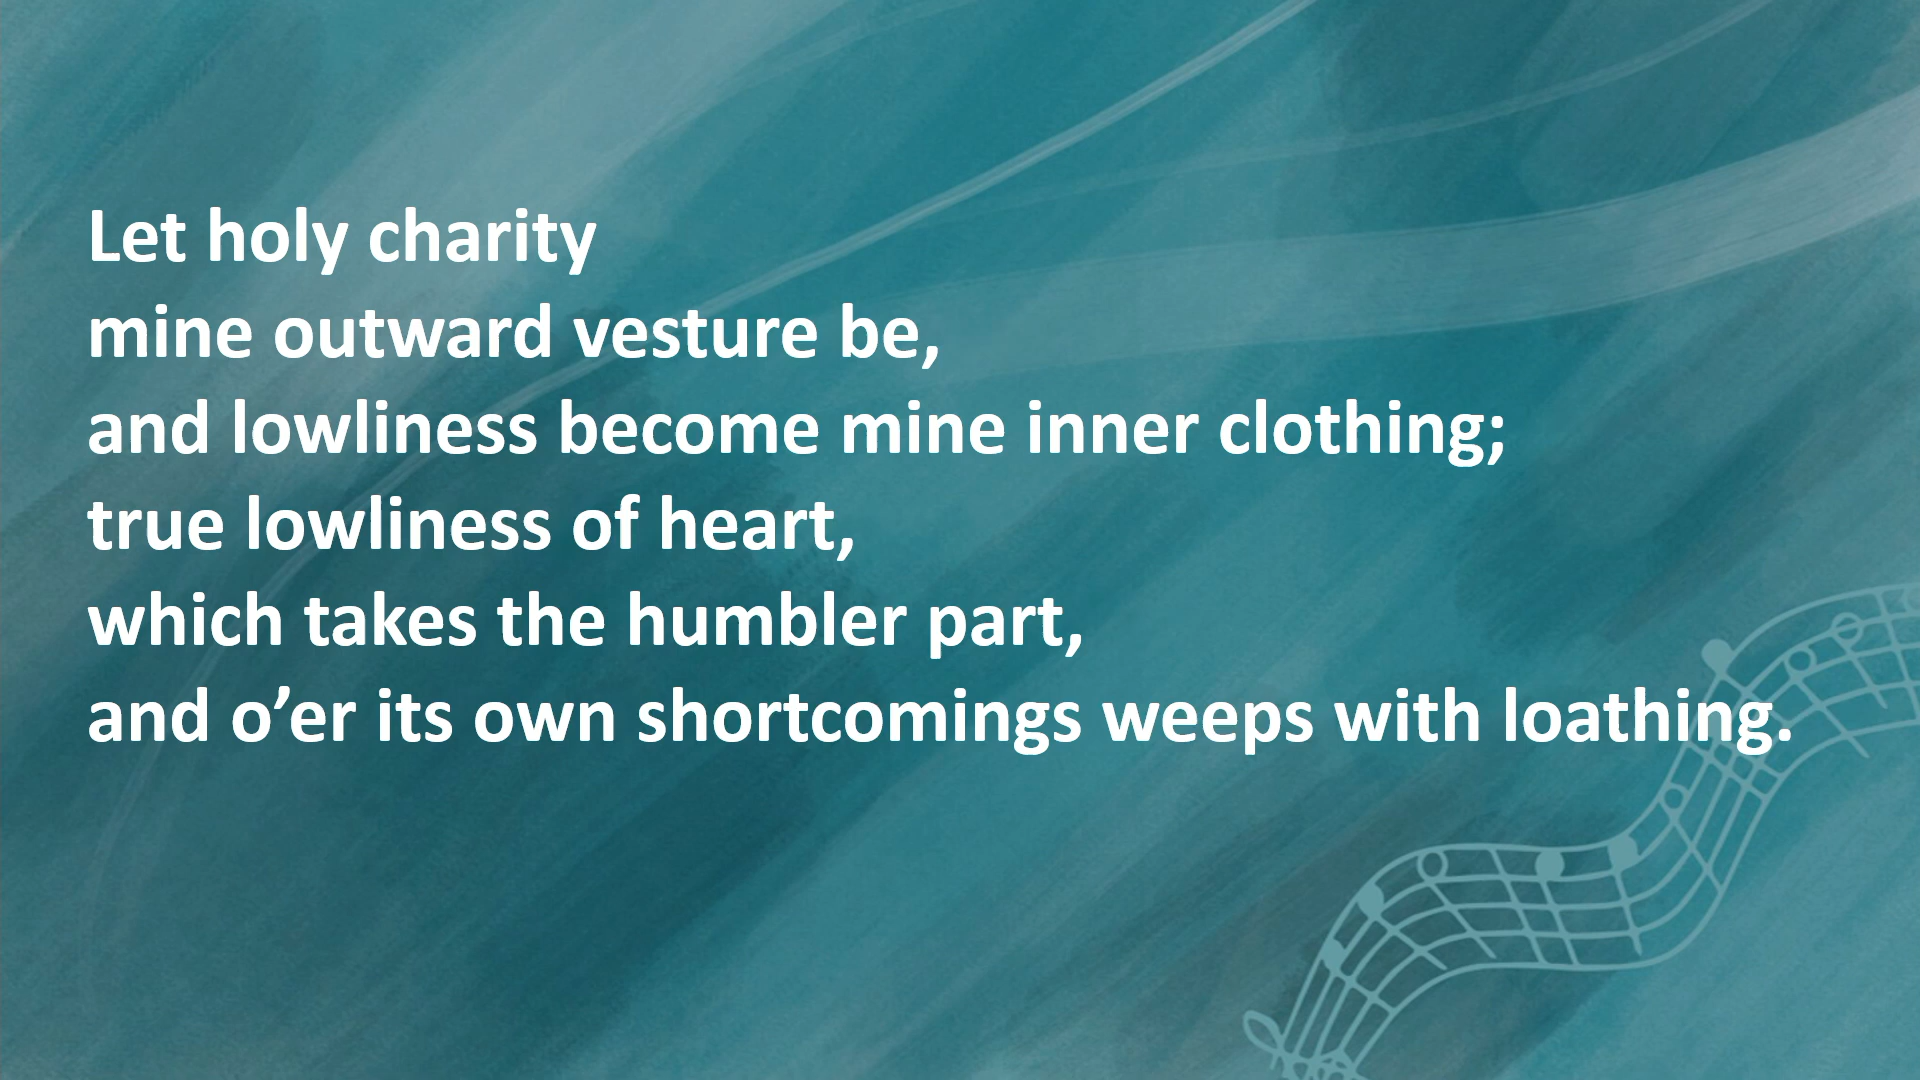 Let holy charity
mine outward vesture be,
and lowliness become mine inner clothing;
true lowliness of heart,
which takes the humbler part,
and o’er its own shortcomings weeps with loathing.